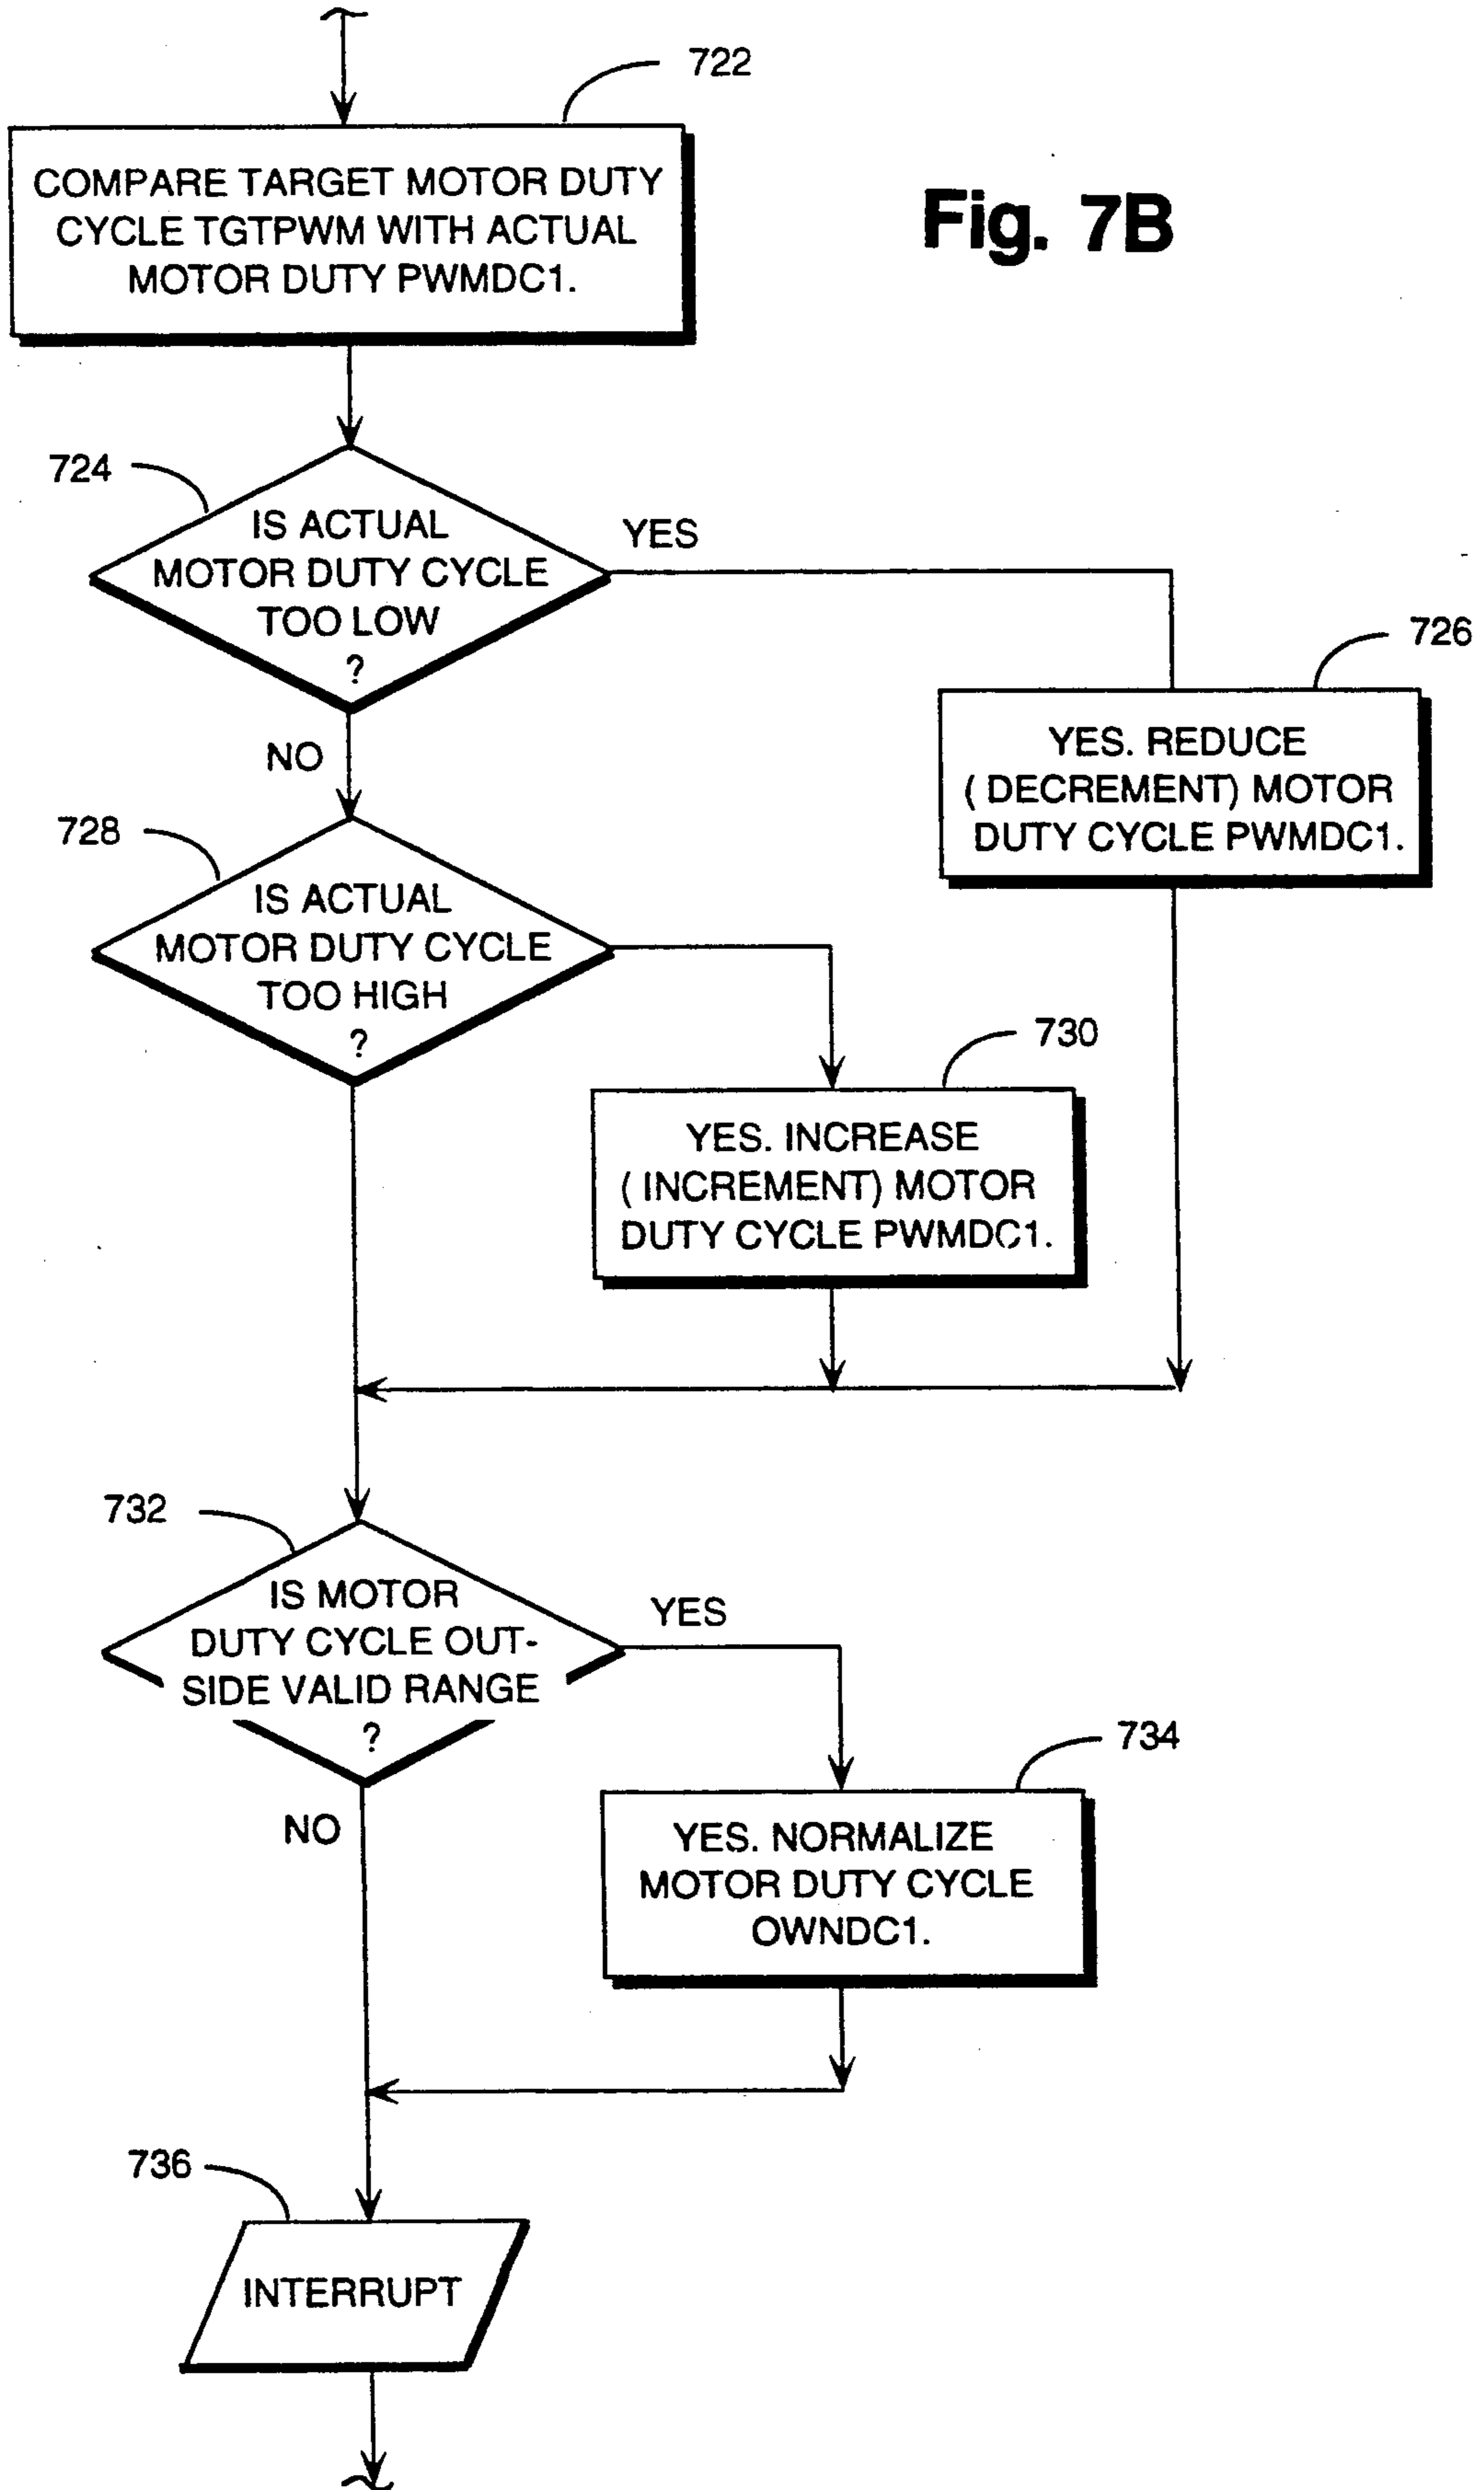 722
COMPARE TARGET MOTOR DUTY
CYCLE TGTPWM WITH ACTUAL
MOTOR DUTY PWMDC1.
Fig. 7B
724
IS ACTUAL
MOTOR DUTY CYCLE
TOO LOW
?
YES
NO
726
YES. REDUCE
( DECREMENT) MOTOR
DUTY CYCLE PWMDC1.
728
IS ACTUAL
MOTOR DUTY CYCLE
TOO HIGH
?
730
YES. INCREASE
( INCREMENT) MOTOR
DUTY CYCLE PWMDC1.
732
IS MOTOR
DUTY CYCLE OUT-
SIDE VALID RANGE
?
YES
NO
734
YES. NORMALIZE
MOTOR DUTY CYCLE
OWNDC1.
736
INTERRUPT